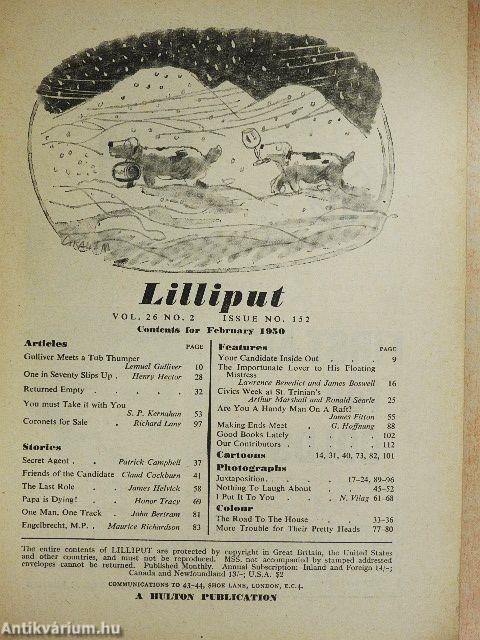 GRAHAM
Lilliput
VOL. 26 NO. 2 ISSUE NO. 152
Contents for February 1950
Articles PAGE
Gulliver Meets a Tub Thumper
Lemuel Gulliver 10
One in Seventy Slips Up . Henry Hector 28
Returned Empty . . . . 32
You must Take it with You
S. P. Kernahan 53
Coronets for Sale . Richard Lane 97
Stories
Secret Agent . . Patrick Campbell 37
Friends of the Candidate Claud Cockburn 41
The Last Role . James Helvick 58
Papa is Dying! . Honor Tracy 69
One Man, One Track . John Bertram 81
Engelbrecht, M.P. . Maurice Richardson 83
Features PAGE
Your Candidate Inside Out . . 9
The Importunate Lover to His Floating
Mistress
Lawrence Benedict and James Boswell 16
Civics Week at St. Trinian's
Arthur Marshall and Ronald Searle 25
Are You A Handy Man On A Raft?
James Fitton 55
Making Ends Meet . G. Hoffnung 88
Good Books Lately . . . 102
Our Contributors . . . . 112
Cartoons 14, 31, 40, 73, 82, 101
Photographs
Juxtaposition . . 17-24, 89-96
Nothing To Laugh About . 45-52
I Put It To You . N. Vilag 61-68
Colour
The Road To The House . 33-36
More Trouble for Their Pretty Heads 77-80
The entire contents of LILLIPUT are protected by copyright in Great Britain, the United States
and other countries, and must not be reproduced. MSS. not accompanied by stamped addressed
envelopes cannot be returned. Published Monthly. Annual Subscription: Inland and Foreign 14/-;
Canada and Newfoundland 13/-; U.S.A. $2
COMMUNICATIONS TO 43-44, SHOE LANE, LONDON, E.C.4.
A HULTON PUBLICATION
Antikvárium.hu